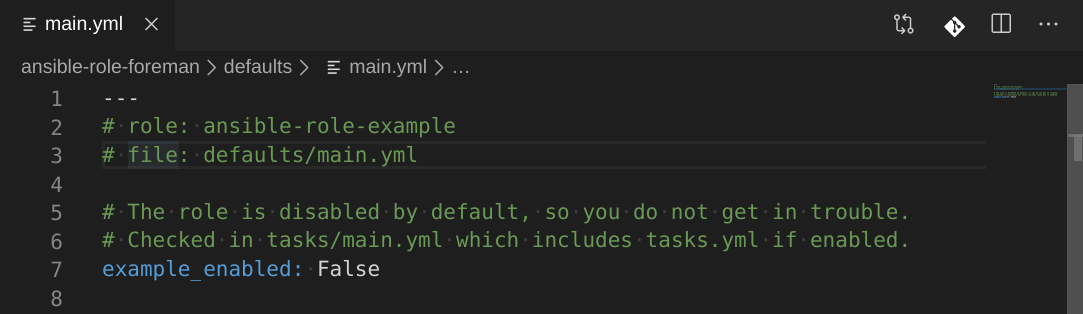 main.yml
ansible-role-foreman > defaults > main.yml > ...
1 ---
2 # role: ansible-role-example
3 # file: defaults/main.yml
4
5 # The role is disabled by default, so you do not get in trouble.
6 # Checked in tasks/main.yml which includes tasks.yml if enabled.
7 example_enabled: False
8